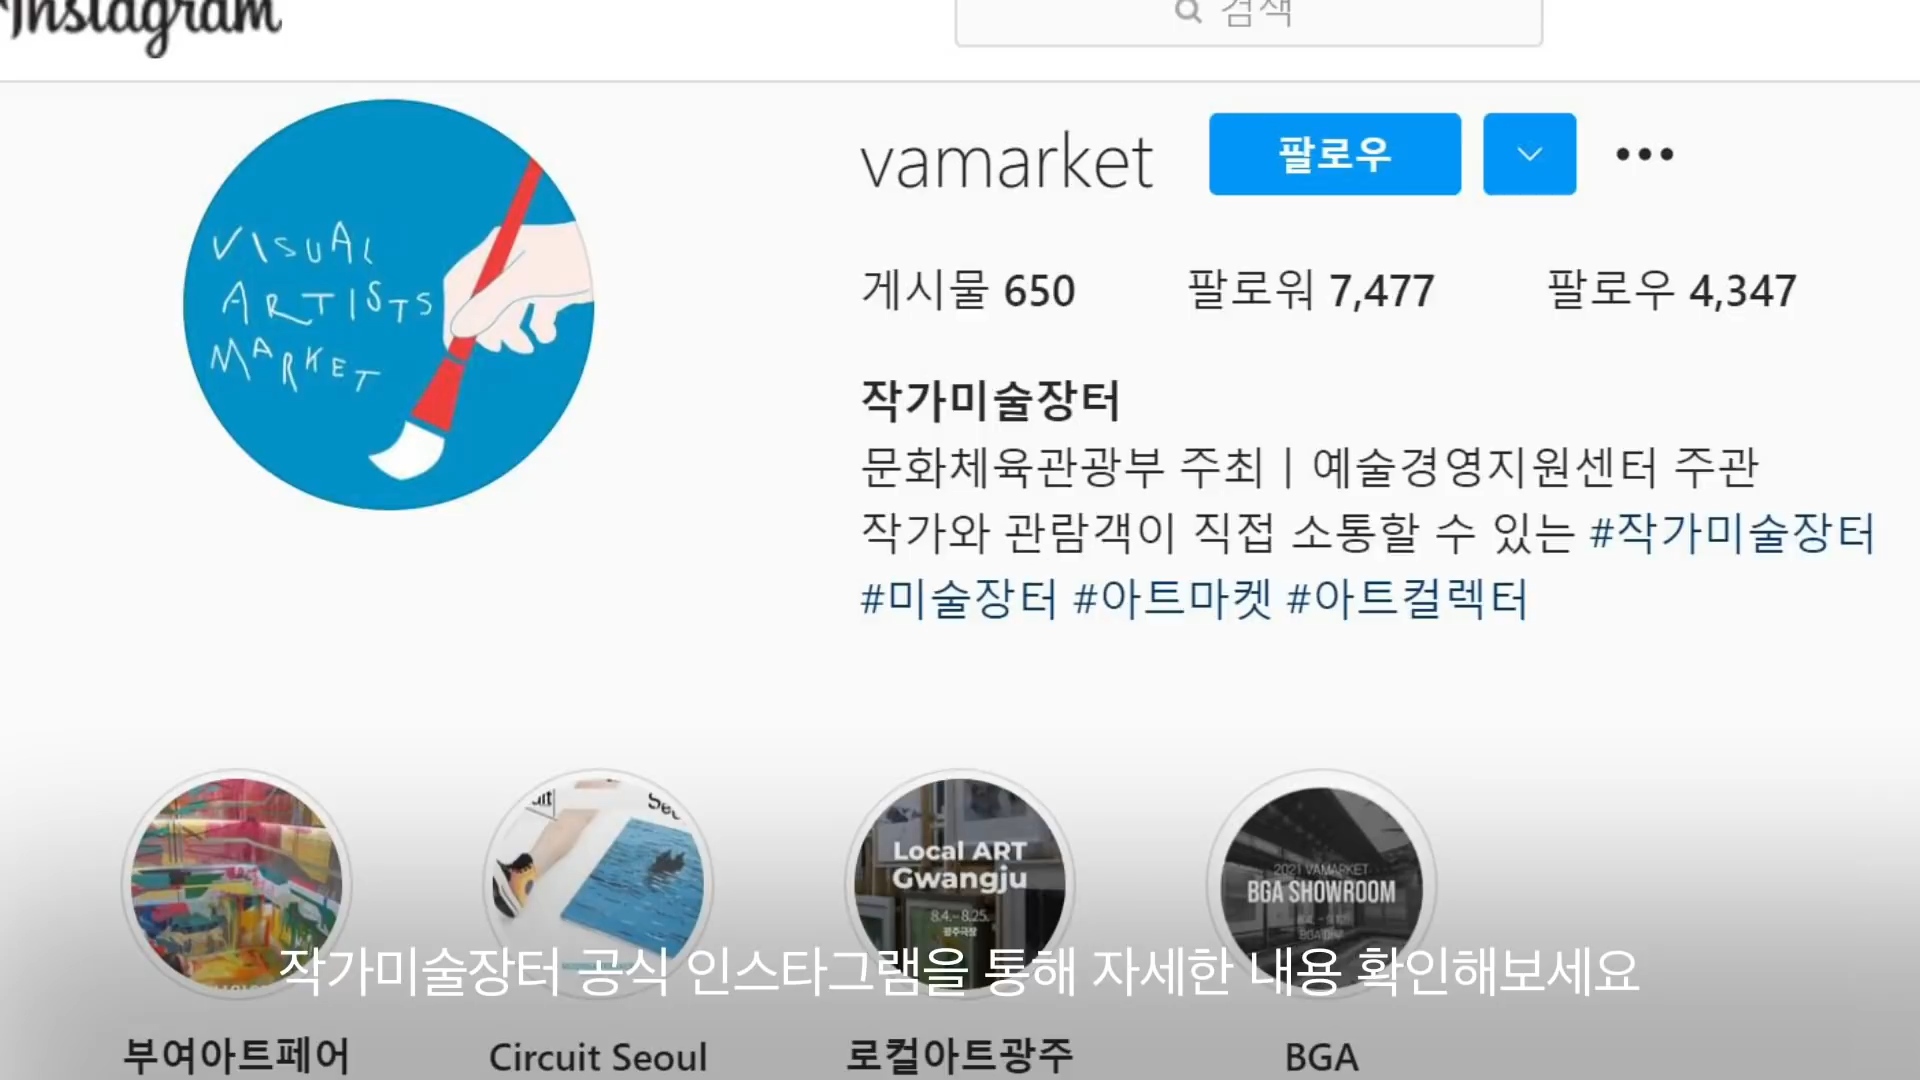 Instagram
검색
vamarket
팔로우
게시물 650
팔로워 7,477
팔로우 4,347
VISUAL
ARTISTS
MARKET
작가미술장터
문화체육관광부 주최 | 예술경영지원센터 주관
작가와 관람객이 직접 소통할 수 있는 #작가미술장터
#미술장터 #아트마켓 #아트컬렉터
Local ART
Gwangju
8.4.-8.25.
광주극장
2021 VAMARKET
BGA SHOWROOM
작가미술장터 공식 인스타그램을 통해 자세한 내용 확인해보세요
부여아트페어
Circuit Seoul
로컬아트광주
BGA